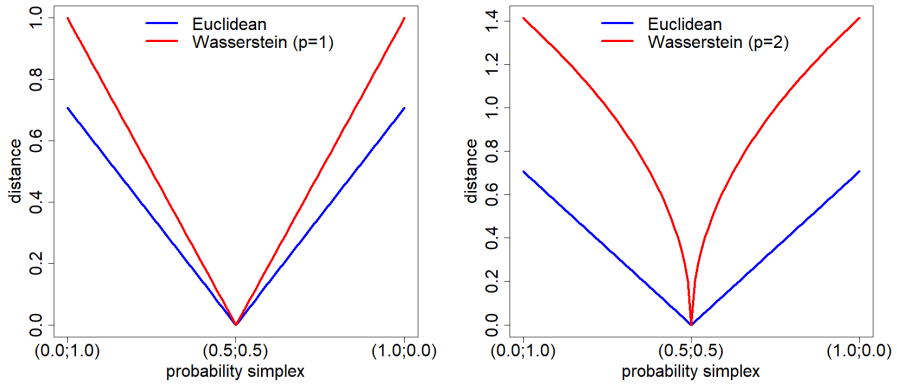 Euclidean
Wasserstein (p=1)
distance
0.0
0.2
0.4
0.6
0.8
1.0
(0.0;1.0)
(0.5;0.5)
(1.0;0.0)
probability simplex
Euclidean
Wasserstein (p=2)
distance
0.0
0.2
0.4
0.6
0.8
1.0
1.2
1.4
(0.0;1.0)
(0.5;0.5)
(1.0;0.0)
probability simplex